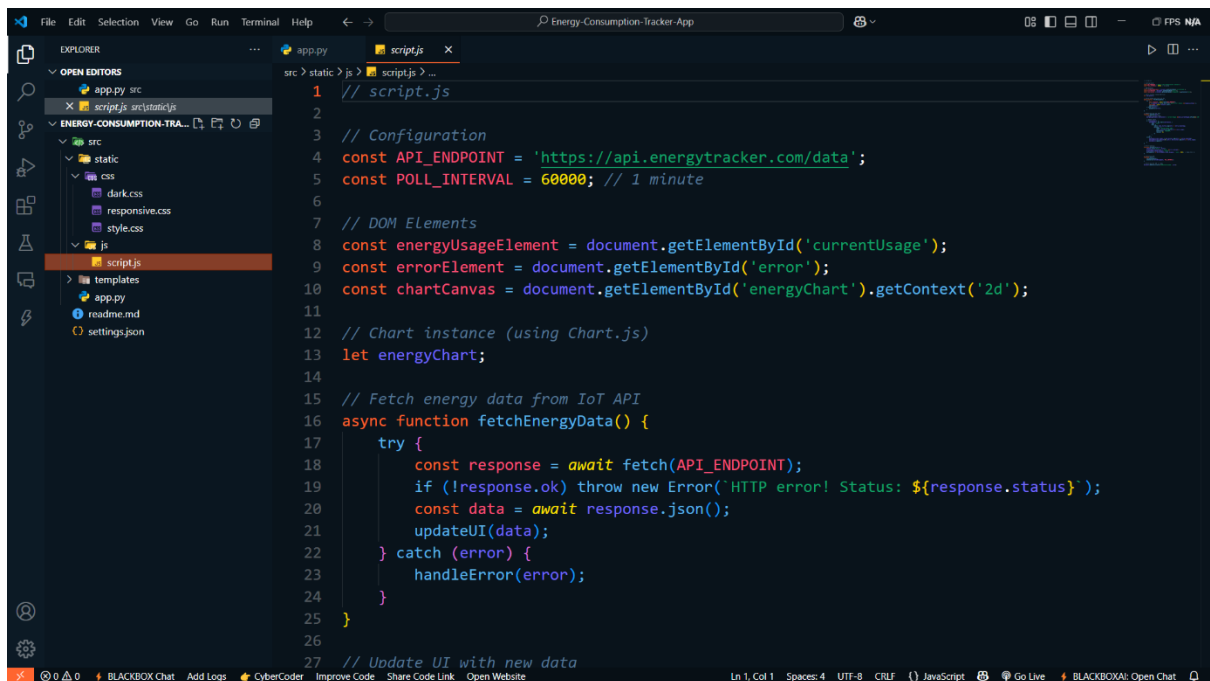 File Edit Selection View Go Run Terminal Help
Energy-Consumption-Tracker-App
FPS N/A
EXPLORER
OPEN EDITORS
app.py src
script.js src\static\js
ENERGY-CONSUMPTION-TRA...
src
static
css
dark.css
responsive.css
style.css
js
script.js
templates
app.py
readme.md
settings.json
app.py
script.js
src > static > js > script.js > ...
1 // script.js
2
3 // Configuration
4 const API_ENDPOINT = 'https://api.energytracker.com/data';
5 const POLL_INTERVAL = 60000; // 1 minute
6
7 // DOM Elements
8 const energyUsageElement = document.getElementById('currentUsage');
9 const errorElement = document.getElementById('error');
10 const chartCanvas = document.getElementById('energyChart').getContext('2d');
11
12 // Chart instance (using Chart.js)
13 let energyChart;
14
15 // Fetch energy data from IoT API
16 async function fetchEnergyData() {
17     try {
18         const response = await fetch(API_ENDPOINT);
19         if (!response.ok) throw new Error(`HTTP error! Status: ${response.status}`);
20         const data = await response.json();
21         updateUI(data);
22     } catch (error) {
23         handleError(error);
24     }
25 }
26
27 // Update UI with new data
0 0 BLACKBOX Chat Add Logs CyberCoder Improve Code Share Code Link Open Website Ln 1, Col 1 Spaces: 4 UTF-8 CRLF {} JavaScript Go Live BLACKBOXAI: Open Chat